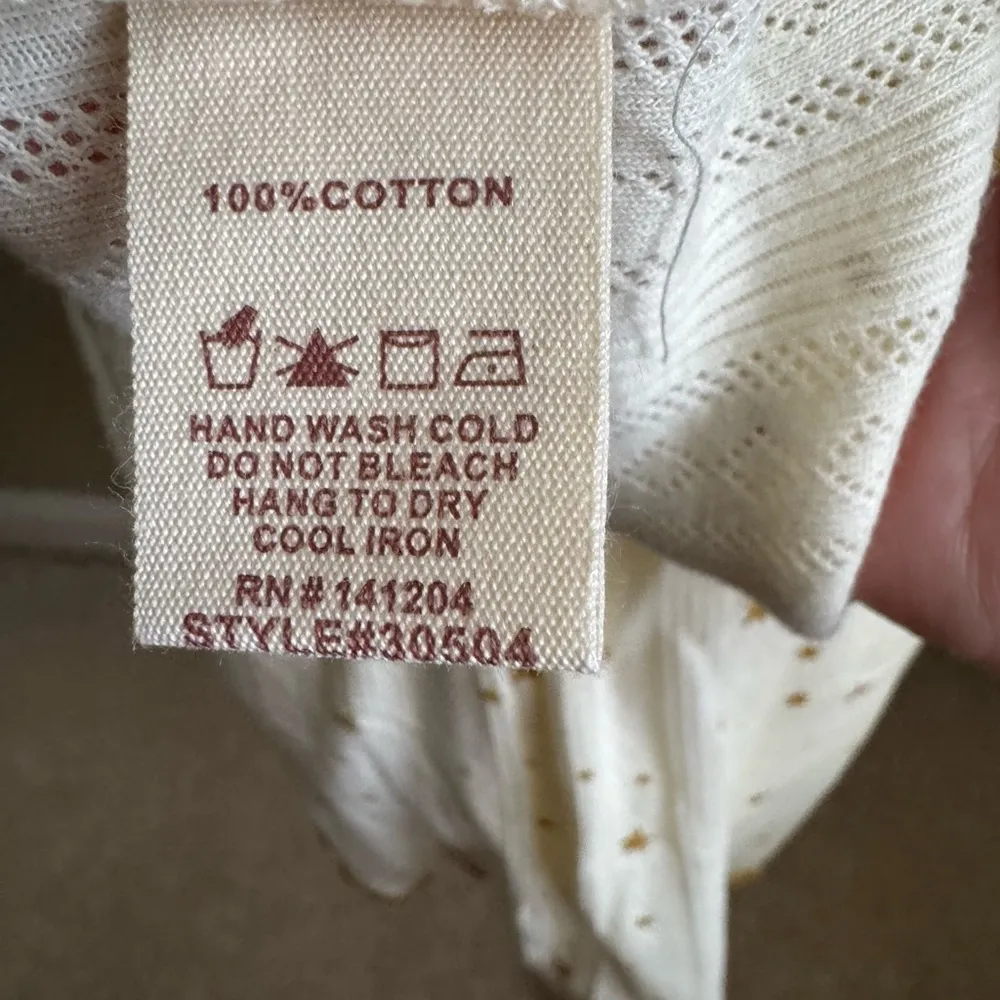 100%COTTON
HAND WASH COLD
DO NOT BLEACH
HANG TO DRY
COOL IRON
RN # 141204
STYLE#30504